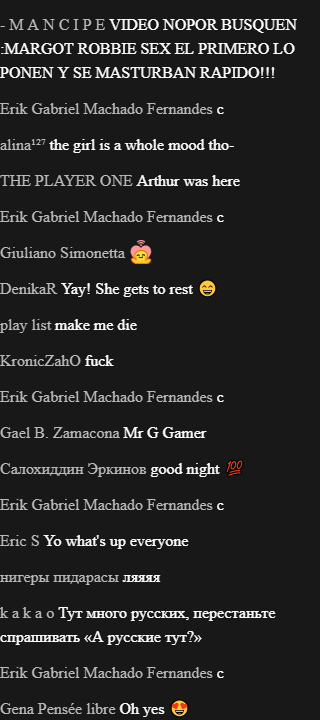 - M A N C I P E VIDEO NOPOR BUSQUEN
:MARGOT ROBBIE SEX EL PRIMERO LO
PONEN Y SE MASTURBAN RAPIDO!!!
Erik Gabriel Machado Fernandes c
alina¹²⁷ the girl is a whole mood tho-
THE PLAYER ONE Arthur was here
Erik Gabriel Machado Fernandes c
Giuliano Simonetta
DenikaR Yay! She gets to rest 😄
play list make me die
KronicZahO fuck
Erik Gabriel Machado Fernandes c
Gael B. Zamacona Mr G Gamer
Салохиддин Эркинов good night 💯
Erik Gabriel Machado Fernandes c
Eric S Yo what's up everyone
нигеры пидарасы ляяяя
k a k a o Тут много русских, перестаньте
спрашивать «А русские тут?»
Erik Gabriel Machado Fernandes c
Gena Pensée libre Oh yes 😍